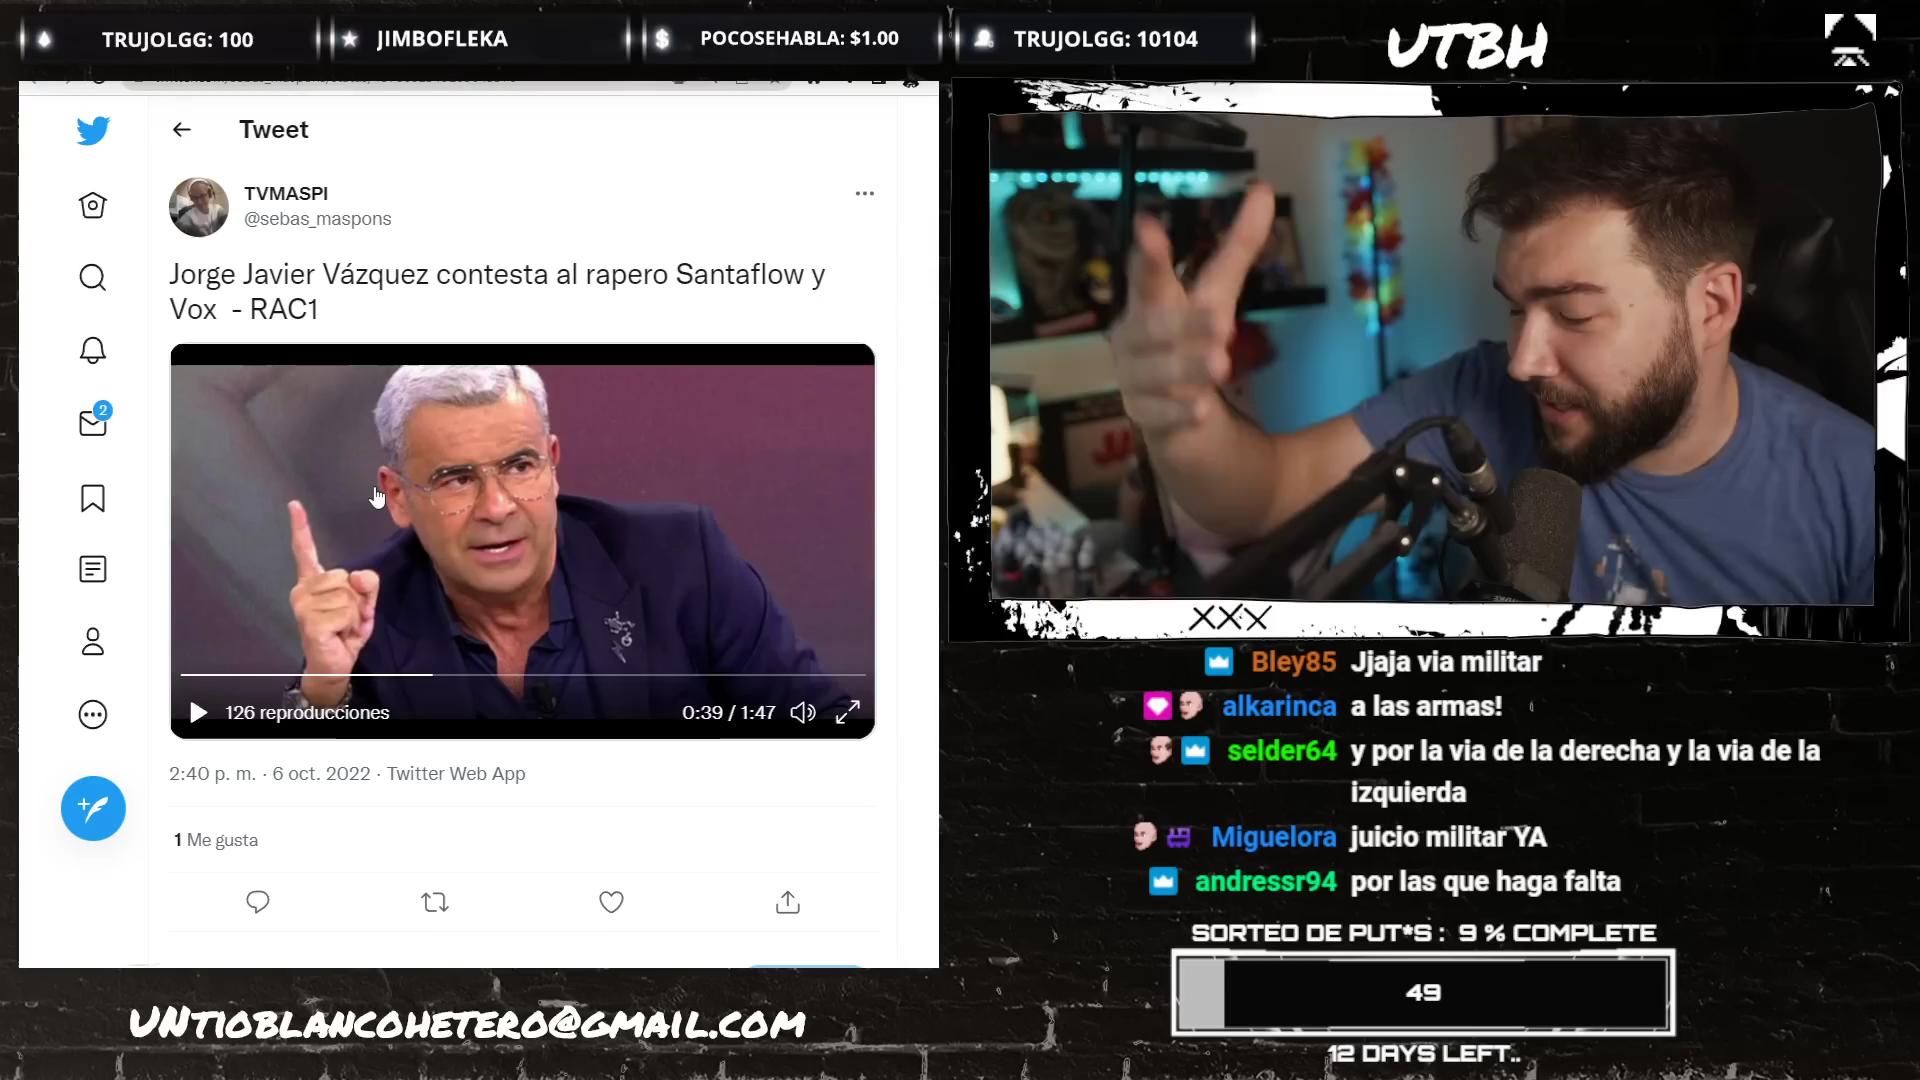 TRUJOLGG: 100
JIMBOFLEKA
POCOSEHABLA: $1.00
TRUJOLGG: 10104
UTBH
Tweet
TVMASPI
@sebas_maspons
Jorge Javier Vázquez contesta al rapero Santaflow y
Vox - RAC1
2
126 reproducciones
0:39 / 1:47
2:40 p. m. · 6 oct. 2022 · Twitter Web App
1 Me gusta
XXX
Bley85 Jjaja via militar
alkarinca a las armas!
selder64 y por la via de la derecha y la via de la
izquierda
Miguelora juicio militar YA
andressr94 por las que haga falta
SORTEO DE PUT*S : 9 % COMPLETE
49
12 DAYS LEFT..
UNTIOBLANCOHETERO@GMAIL.COM